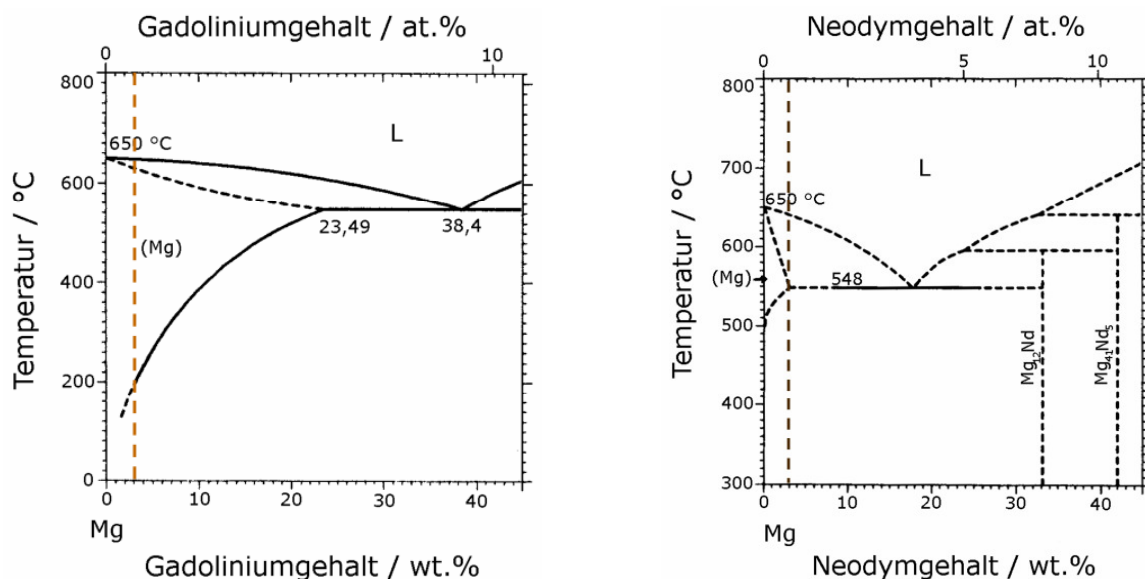 Gadoliniumgehalt / at.%
0 10
800
650 °C
L
600
23,49 38,4
(Mg)
400
200
0
Temperatur / °C
0 10 20 30 40
Mg
Gadoliniumgehalt / wt.%
Neodymgehalt / at.%
0 5 10
800
L
700
650 °C
600
(Mg)
548
500
Mg12Nd
Mg41Nd5
400
300
Temperatur / °C
0 10 20 30 40
Mg
Neodymgehalt / wt.%